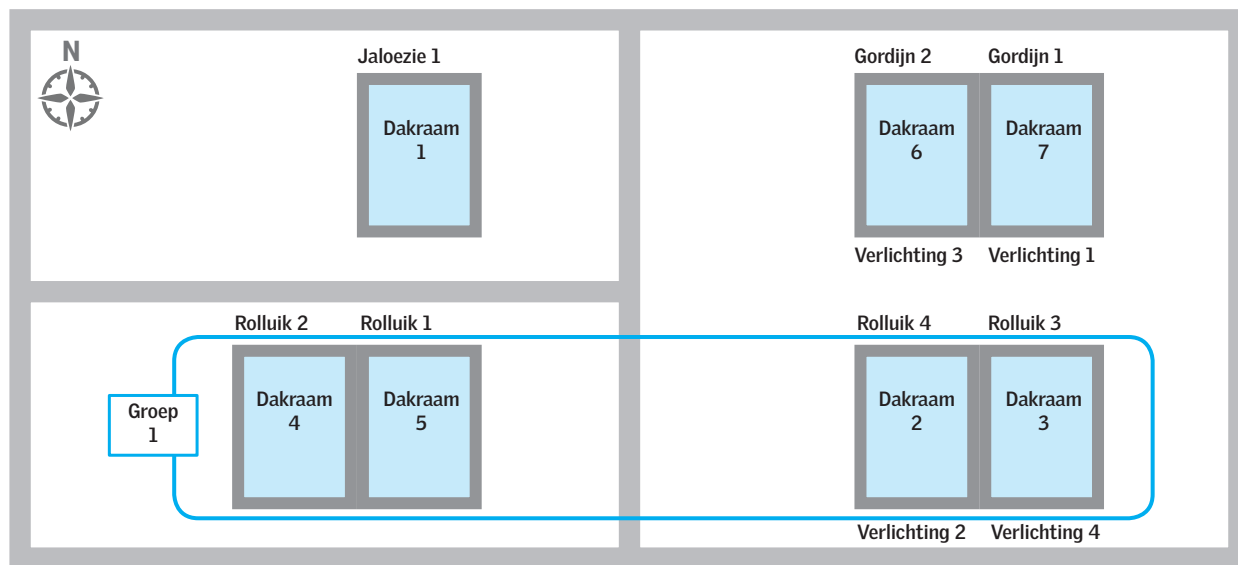 N
Jaloezie 1
Dakraam
1
Gordijn 2 Gordijn 1
Dakraam
6
Dakraam
7
Verlichting 3 Verlichting 1
Rolluik 2 Rolluik 1
Groep
1
Dakraam
4
Dakraam
5
Rolluik 4 Rolluik 3
Dakraam
2
Dakraam
3
Verlichting 2 Verlichting 4